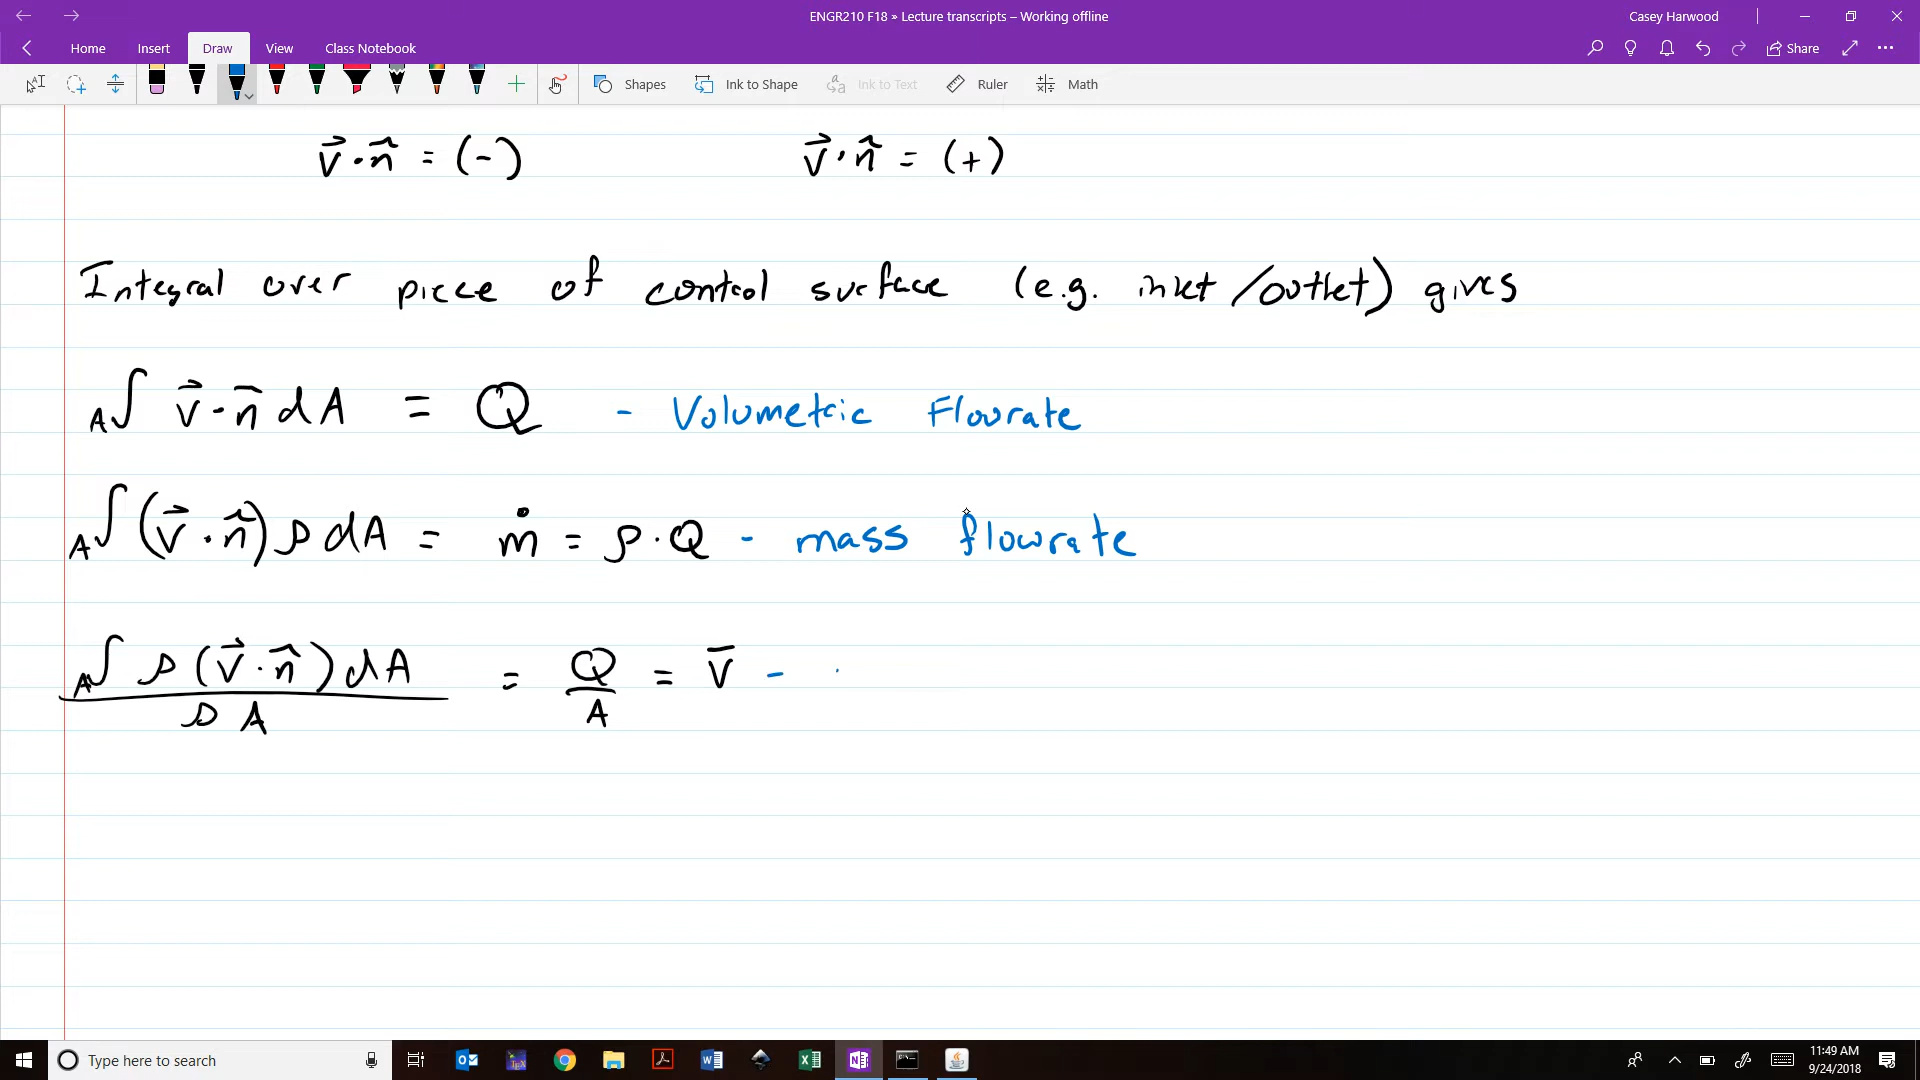 ENGR210 F18 » Lecture transcripts – Working offline
Casey Harwood
Home Insert Draw View Class Notebook
Share
Shapes Ink to Shape Ink to Text Ruler Math
v⃗ · n̂ = (-) v⃗ · n̂ = (+)
Integral over piece of control surface (e.g. inlet/outlet) gives
A∫ v⃗ · n̄ dA = Q - Volumetric Flowrate
A∫ (v⃗ · n̂) ρ dA = ṁ = ρ · Q - mass flowrate
A∫ ρ (v⃗ · n̂) dA / ρ A = Q / A = v̄ -
Type here to search
11:49 AM
9/24/2018